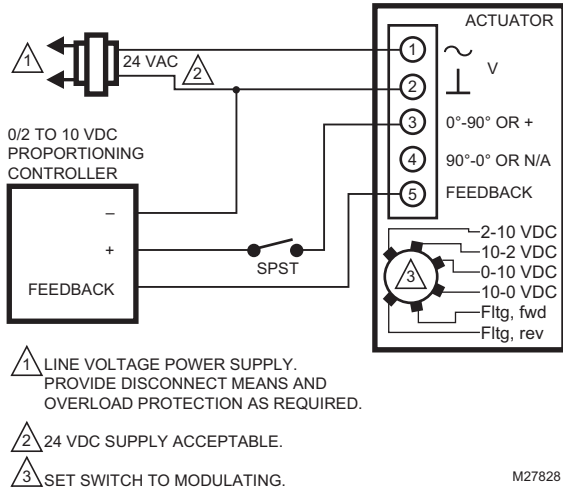 ACTUATOR
1
24 VAC
2
1
V
2
0/2 TO 10 VDC
PROPORTIONING
CONTROLLER
3
0°-90° OR +
4
90°-0° OR N/A
5
FEEDBACK
–
+
SPST
FEEDBACK
2-10 VDC
10-2 VDC
0-10 VDC
10-0 VDC
Fltg, fwd
Fltg, rev
3
1 LINE VOLTAGE POWER SUPPLY.
PROVIDE DISCONNECT MEANS AND
OVERLOAD PROTECTION AS REQUIRED.
2 24 VDC SUPPLY ACCEPTABLE.
3 SET SWITCH TO MODULATING.
M27828